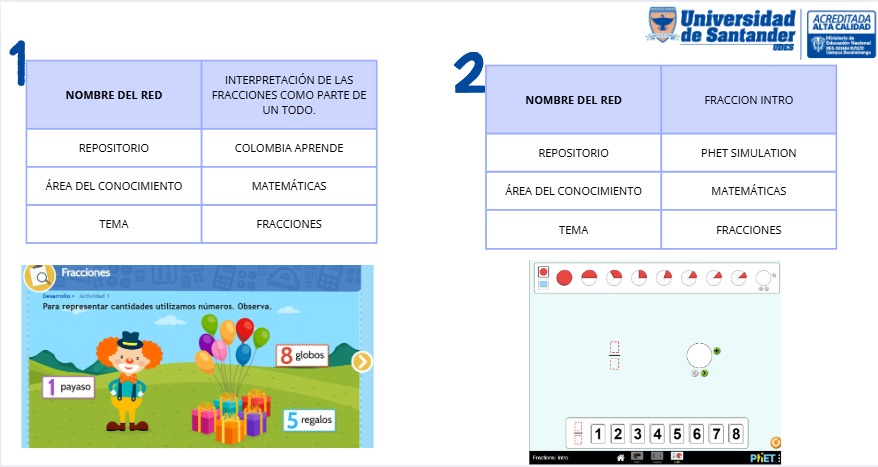 Universidad
de Santander
UDES
ACREDITADA
ALTA CALIDAD
Ministerio de
Educación Nacional
1
NOMBRE DEL RED
INTERPRETACIÓN DE LAS
FRACCIONES COMO PARTE DE
UN TODO.
REPOSITORIO
COLOMBIA APRENDE
ÁREA DEL CONOCIMIENTO
MATEMÁTICAS
TEMA
FRACCIONES
2
NOMBRE DEL RED
FRACCION INTRO
REPOSITORIO
PHET SIMULATION
ÁREA DEL CONOCIMIENTO
MATEMÁTICAS
TEMA
FRACCIONES
Fracciones
Desarrollo Actividad 1
Para representar cantidades utilizamos números. Observa.
8 globos
1 payaso
5 regalos
1 2 3 4 5 6 7 8
Fractions: Intro
PhET